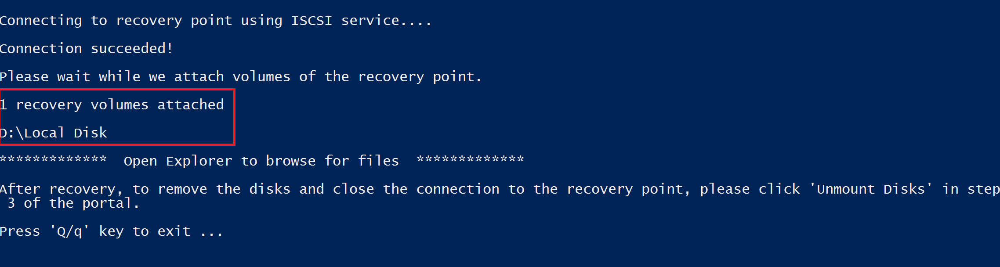 Connecting to recovery point using ISCSI service....
Connection succeeded!
Please wait while we attach volumes of the recovery point.
1 recovery volumes attached
D:\Local Disk
*************  Open Explorer to browse for files  *************
After recovery, to remove the disks and close the connection to the recovery point, please click 'Unmount Disks' in step
 3 of the portal.
Press 'Q/q' key to exit ...